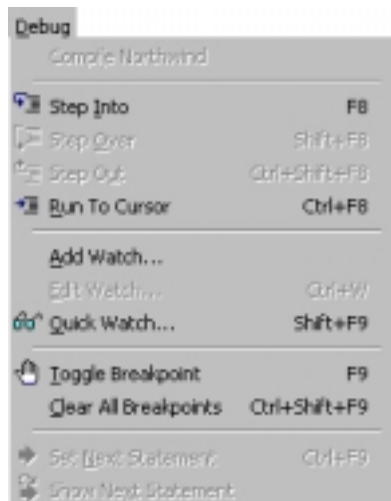 Debug
Compile Northwind
Step Into F8
Step Over Shift+F8
Step Out Ctrl+Shift+F8
Run To Cursor Ctrl+F8
Add Watch...
Edit Watch... Ctrl+W
Quick Watch... Shift+F9
Toggle Breakpoint F9
Clear All Breakpoints Ctrl+Shift+F9
Set Next Statement Ctrl+F9
Show Next Statement